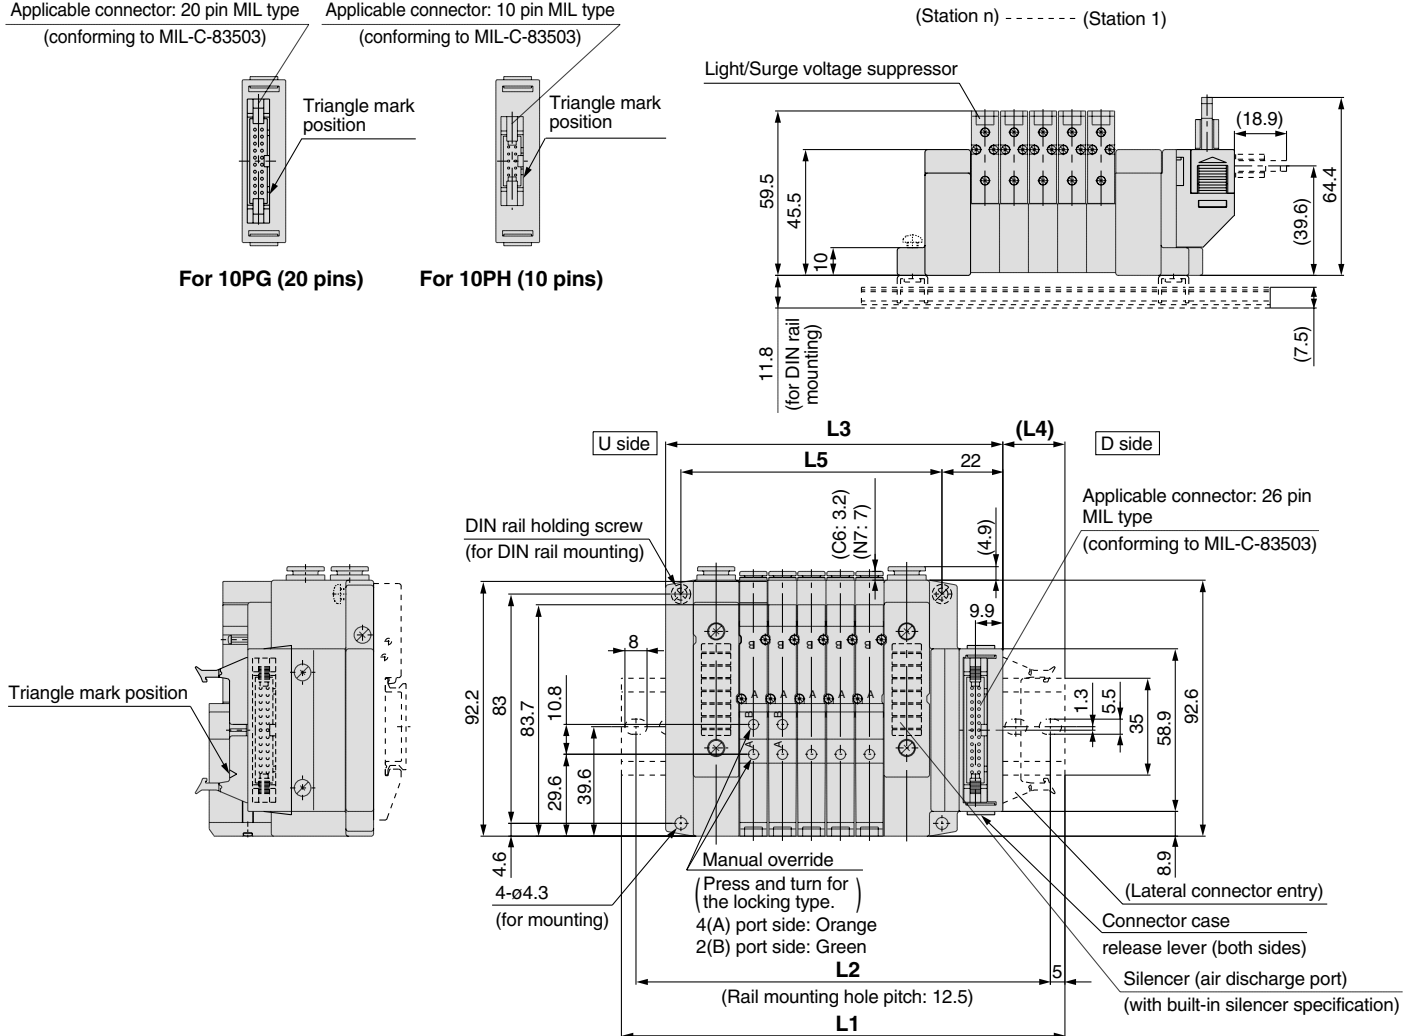 Applicable connector: 20 pin MIL type
(conforming to MIL-C-83503)
Applicable connector: 10 pin MIL type
(conforming to MIL-C-83503)
Triangle mark
position
Triangle mark
position
For 10PG (20 pins)
For 10PH (10 pins)
(Station n)
(Station 1)
Light/Surge voltage suppressor
(18.9)
59.5
45.5
10
(39.6)
64.4
11.8
(for DIN rail
mounting)
(7.5)
U side
L3
(L4)
D side
L5
22
Applicable connector: 26 pin
MIL type
(conforming to MIL-C-83503)
(C6: 3.2)
(N7: 7)
(4.9)
DIN rail holding screw
(for DIN rail mounting)
9.9
8
B
B
B
B
B
A
A
A
A
A
B
B
A
A
Triangle mark position
92.2
83
83.7
10.8
29.6
39.6
1.3
5.5
35
58.9
92.6
4.6
8.9
4-ø4.3
(for mounting)
Manual override
(Press and turn for
the locking type.)
4(A) port side: Orange
2(B) port side: Green
(Lateral connector entry)
Connector case
release lever (both sides)
L2
5
(Rail mounting hole pitch: 12.5)
Silencer (air discharge port)
(with built-in silencer specification)
L1